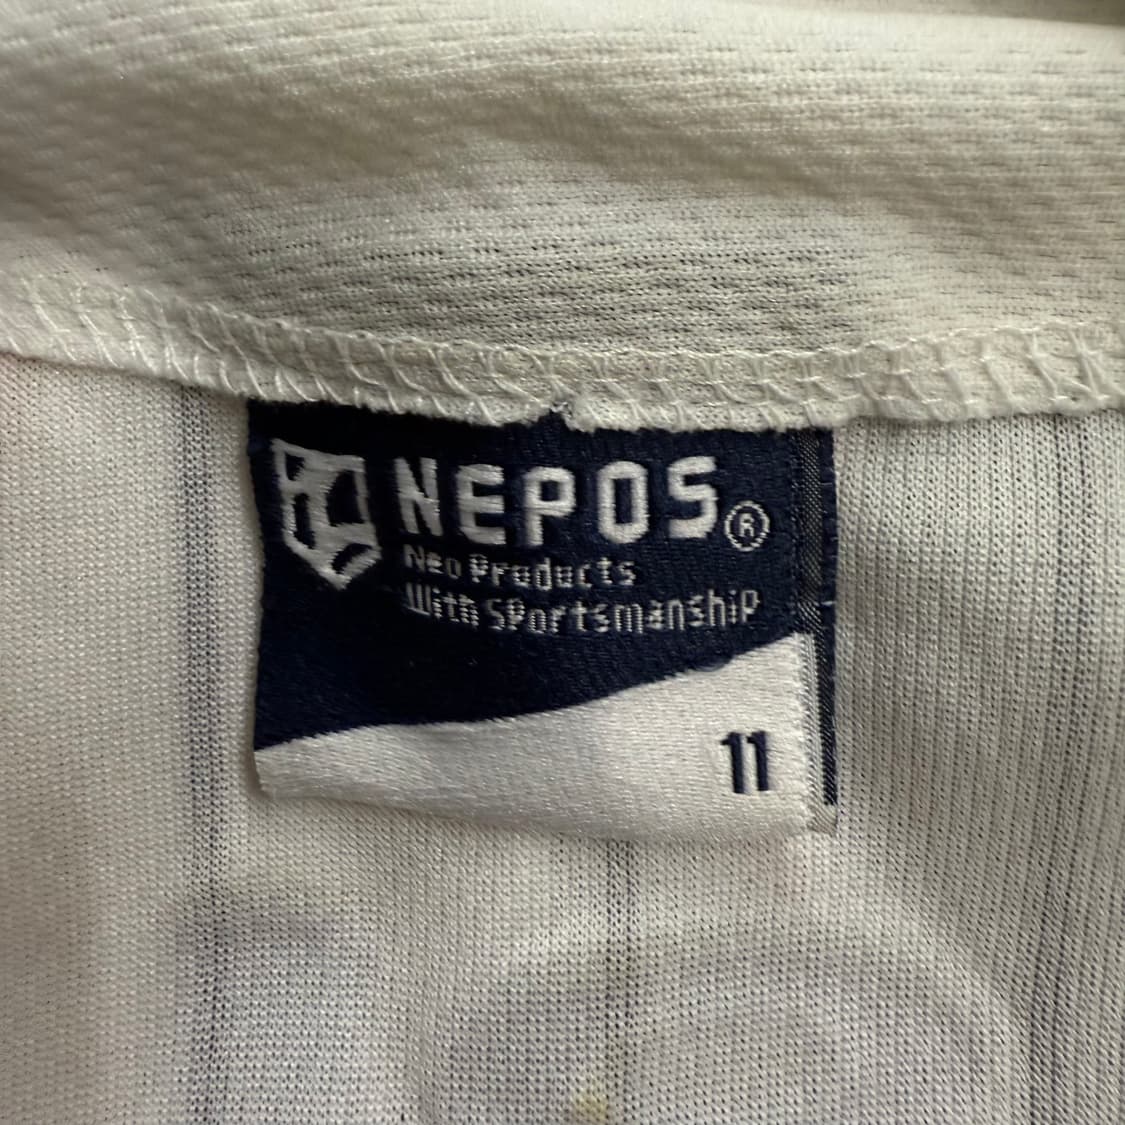 NEPOS®
Neo Products
With SPortsmanshiP
11